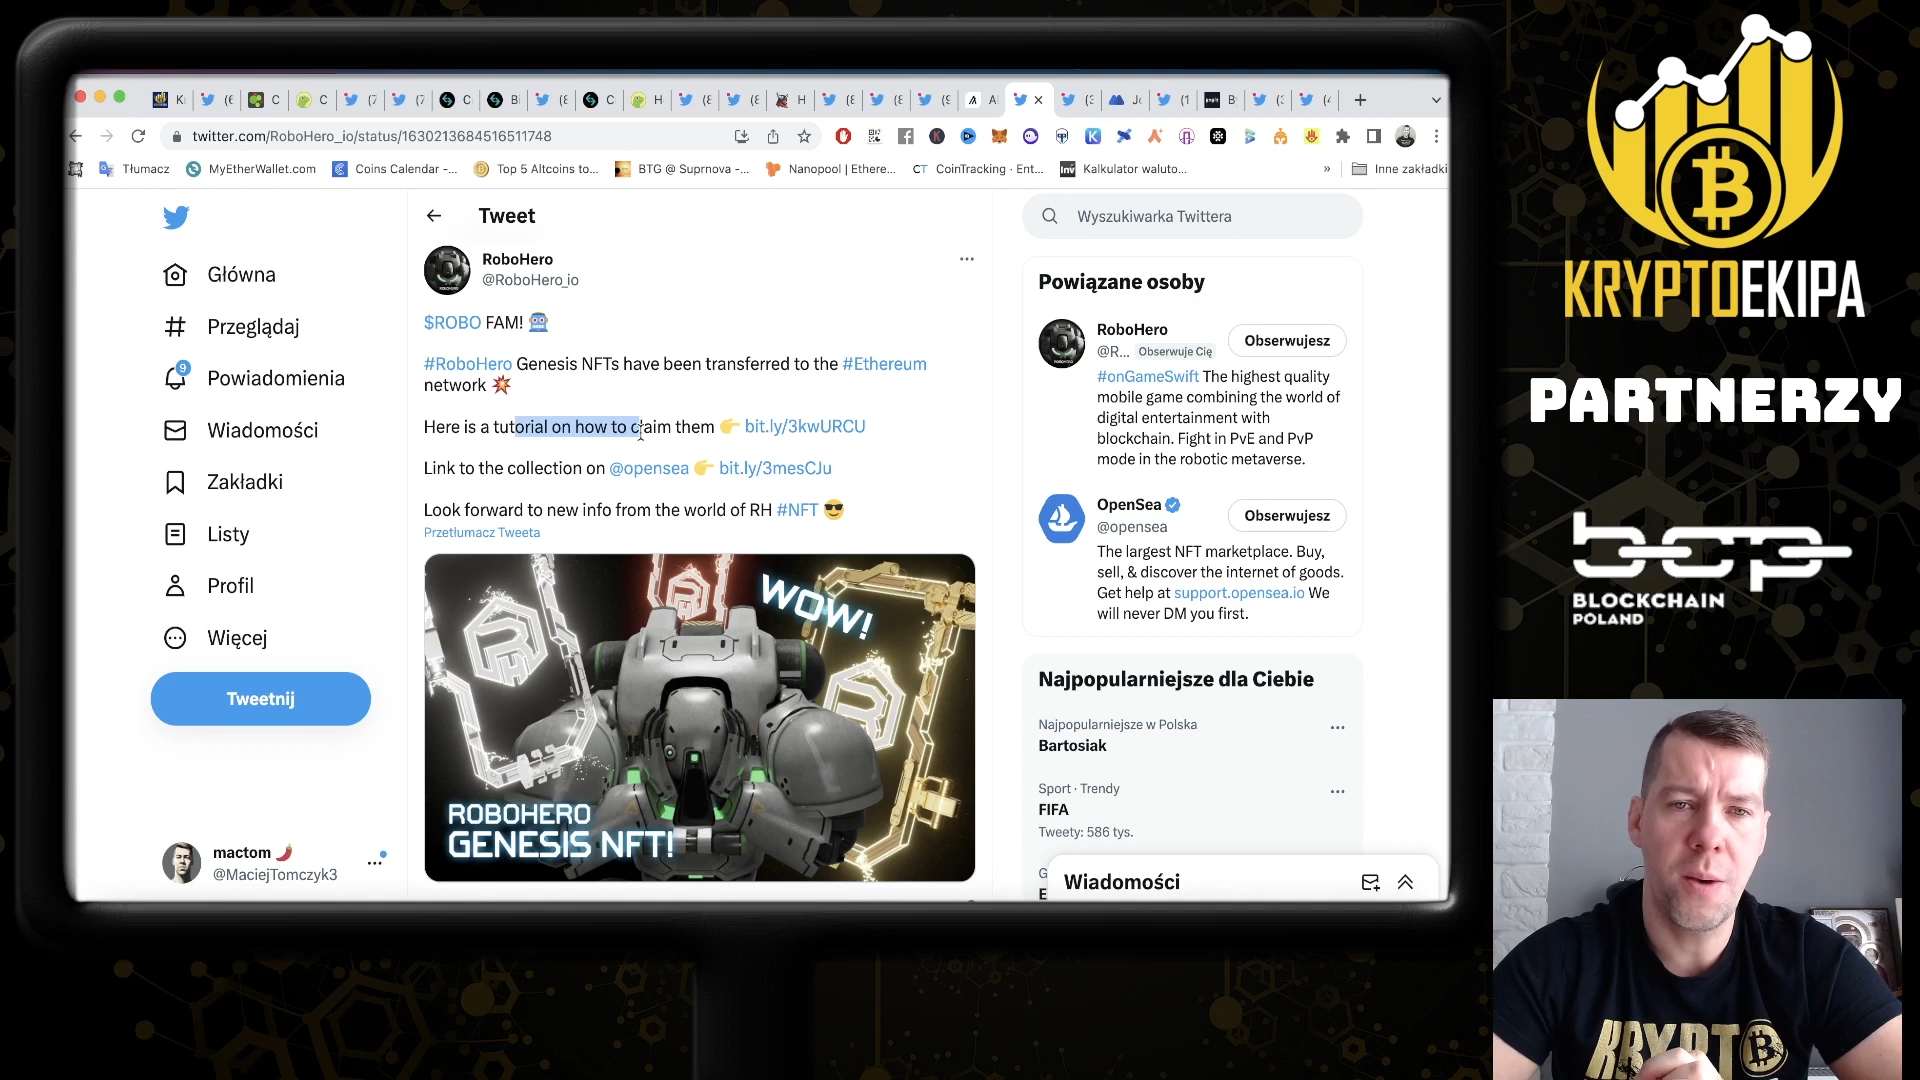 twitter.com/RoboHero_io/status/1630213684516511748
Tłumacz
MyEtherWallet.com
Coins Calendar -...
Top 5 Altcoins to...
BTG @ Suprnova -...
Nanopool | Ethere...
CoinTracking · Ent...
Kalkulator waluto...
»
Inne zakładki
Tweet
Główna
Przeglądaj
9
Powiadomienia
Wiadomości
Zakładki
Listy
Profil
Więcej
Tweetnij
mactom
@MaciejTomczyk3
RoboHero
@RoboHero_io
$ROBO FAM!
#RoboHero Genesis NFTs have been transferred to the #Ethereum
network
Here is a tutorial on how to claim them bit.ly/3kwURCU
Link to the collection on @opensea bit.ly/3mesCJu
Look forward to new info from the world of RH #NFT
Przetłumacz Tweeta
WOW!
ROBOHERO
GENESIS NFT!
Wyszukiwarka Twittera
Powiązane osoby
RoboHero
@R... Obserwuje Cię
Obserwujesz
#onGameSwift The highest quality
mobile game combining the world of
digital entertainment with
blockchain. Fight in PvE and PvP
mode in the robotic metaverse.
OpenSea
@opensea
Obserwujesz
The largest NFT marketplace. Buy,
sell, & discover the internet of goods.
Get help at support.opensea.io We
will never DM you first.
Najpopularniejsze dla Ciebie
Najpopularniejsze w Polska
Bartosiak
Sport · Trendy
FIFA
Tweety: 586 tys.
Wiadomości
KRYPTOEKIPA
PARTNERZY
bcp
BLOCKCHAIN
POLAND
KRYPT